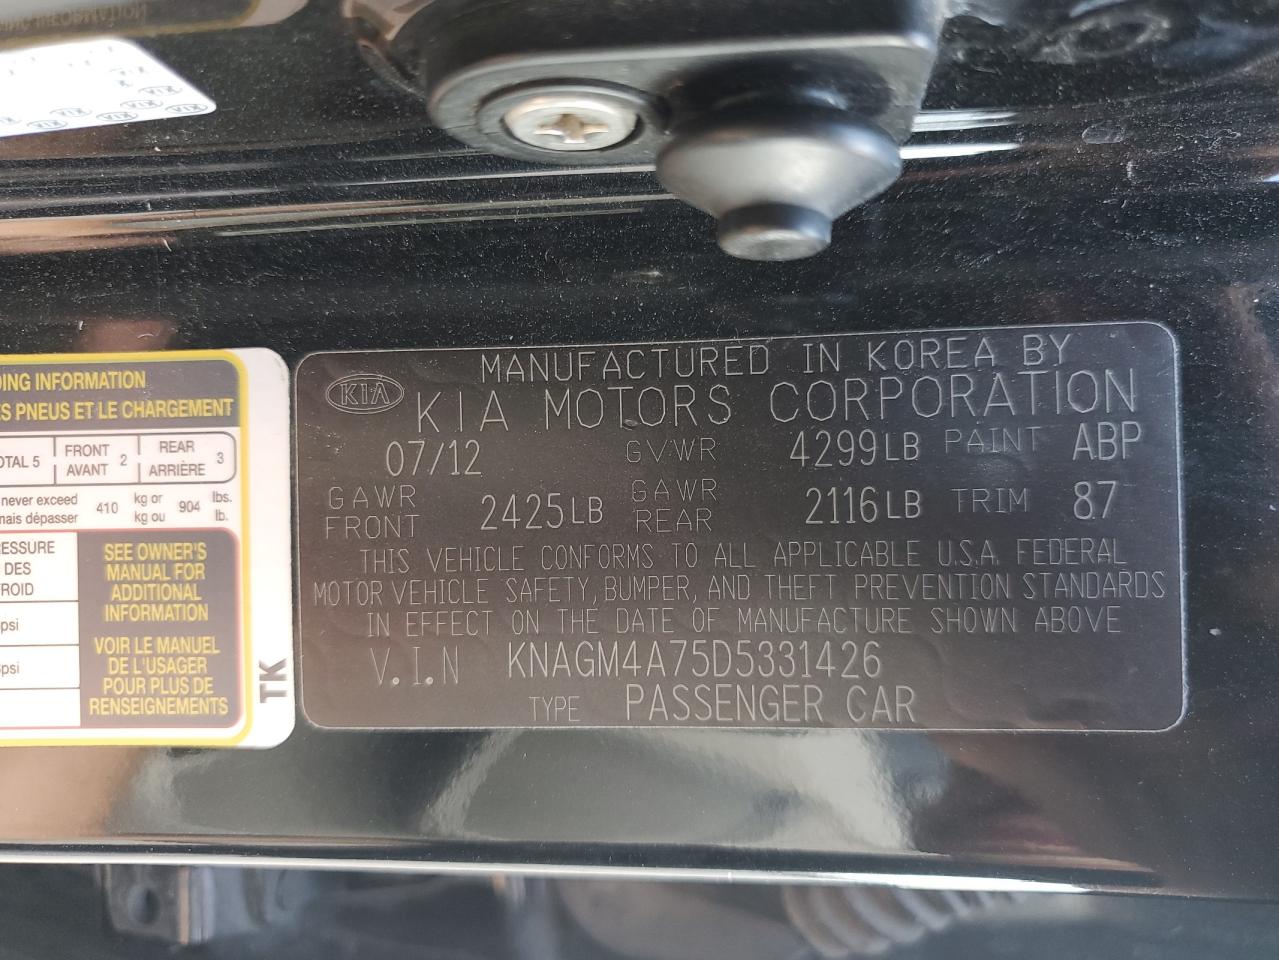 DING INFORMATION
ES PNEUS ET LE CHARGEMENT
OTAL 5 FRONT AVANT 2 REAR ARRIÈRE 3
never exceed
mais dépasser 410 kg or kg ou 904 lbs. lb.
ESSURE
DES
ROID
SEE OWNER'S
MANUAL FOR
ADDITIONAL
INFORMATION
psi
VOIR LE MANUEL
DE L'USAGER
POUR PLUS DE
RENSEIGNEMENTS
psi
TK
KIA
KIA KIA KIA KIA
MANUFACTURED IN KOREA BY
KIA MOTORS CORPORATION
07/12 GVWR 4299LB PAINT ABP
GAWR FRONT 2425LB GAWR REAR 2116LB TRIM 87
THIS VEHICLE CONFORMS TO ALL APPLICABLE U.S.A. FEDERAL
MOTOR VEHICLE SAFETY, BUMPER, AND THEFT PREVENTION STANDARDS
IN EFFECT ON THE DATE OF MANUFACTURE SHOWN ABOVE
V.I.N KNAGM4A75D5331426
TYPE PASSENGER CAR